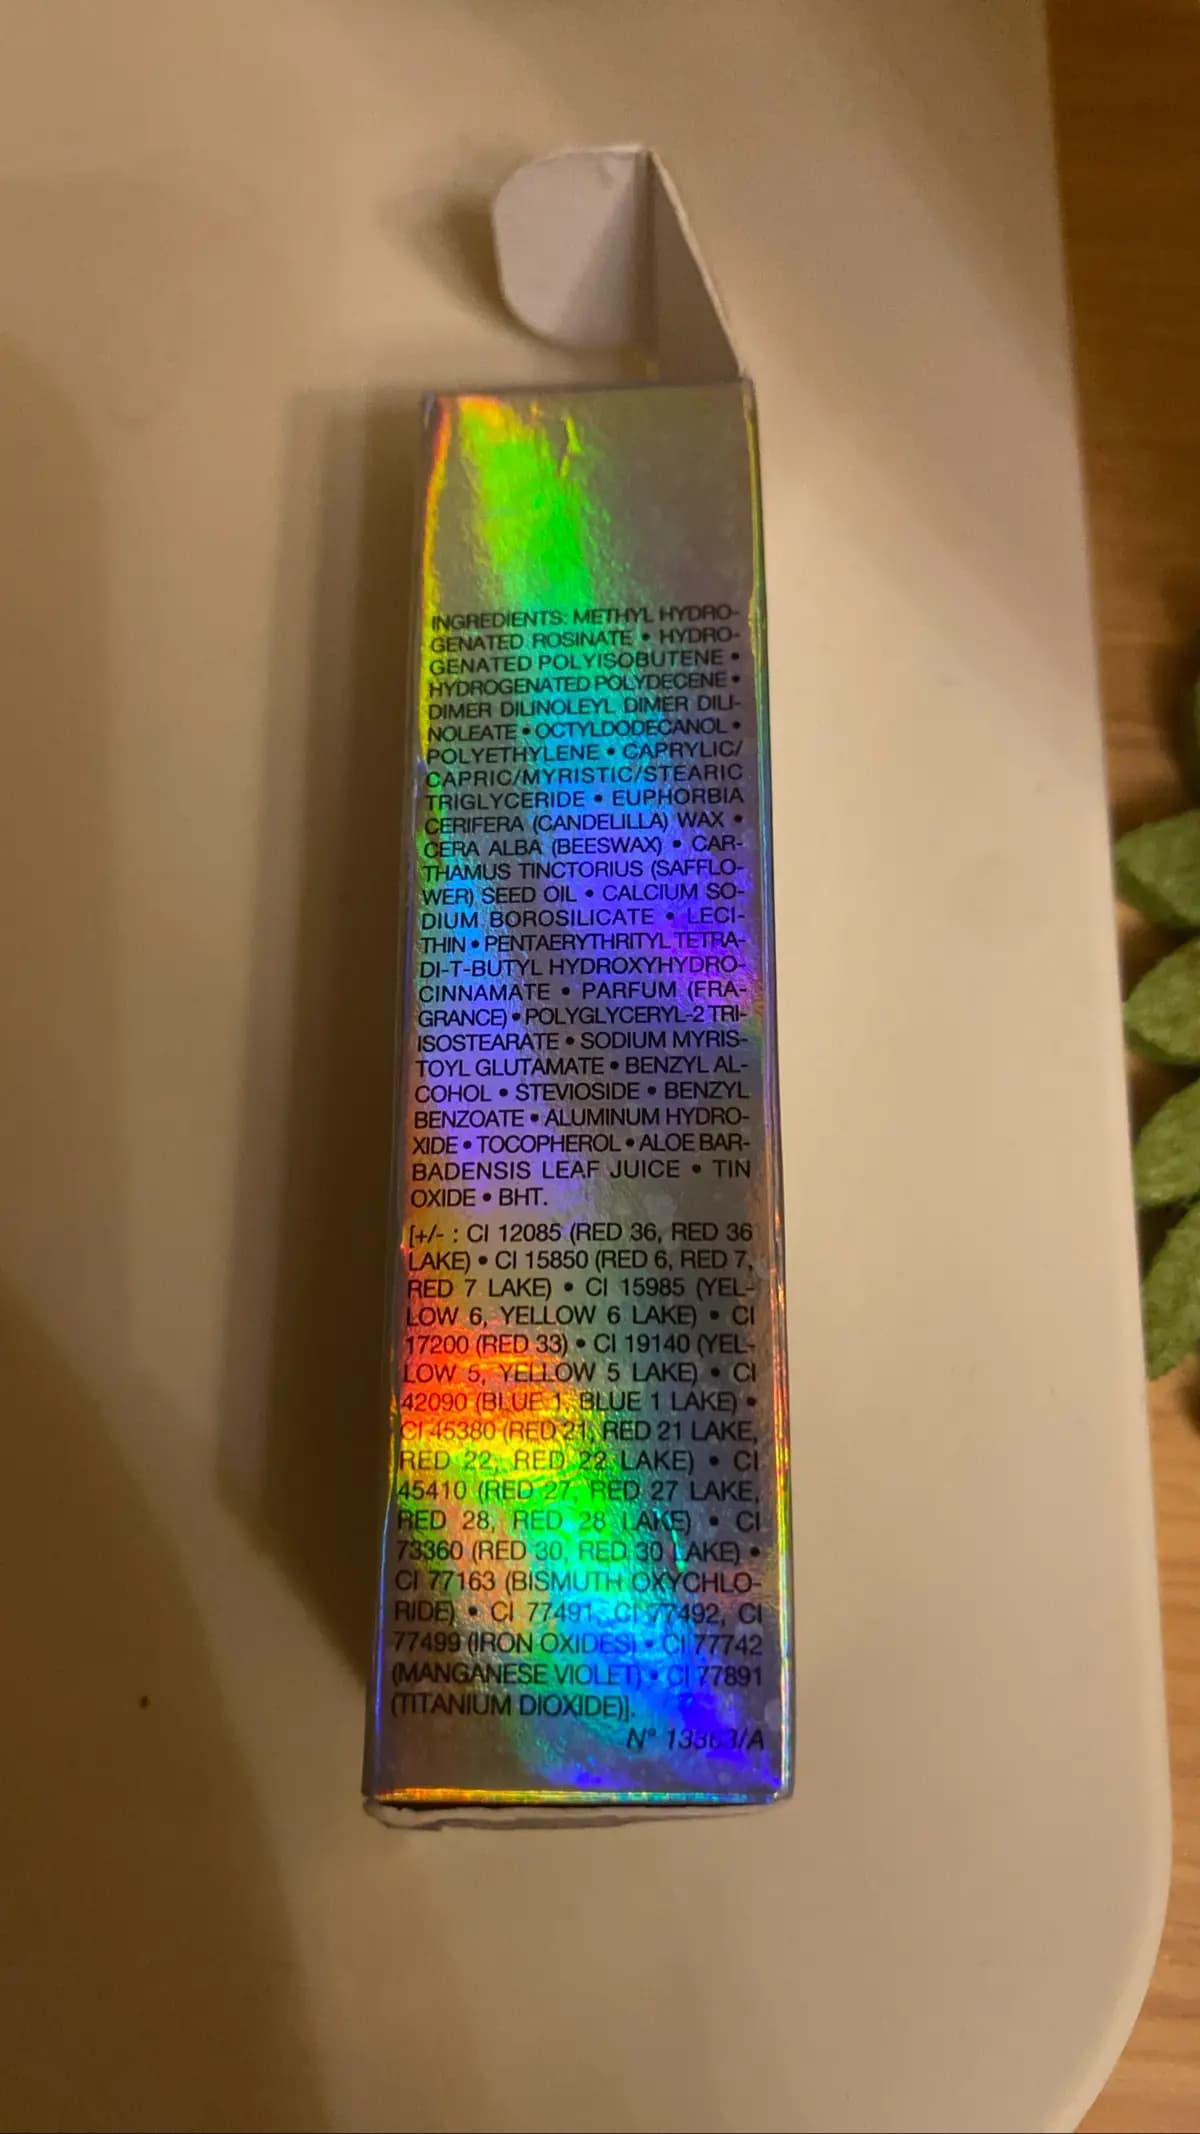 INGREDIENTS: METHYL HYDRO-
GENATED ROSINATE • HYDRO-
GENATED POLYISOBUTENE •
HYDROGENATED POLYDECENE •
DIMER DILINOLEYL DIMER DILI-
NOLEATE • OCTYLDODECANOL •
POLYETHYLENE • CAPRYLIC/
CAPRIC/MYRISTIC/STEARIC
TRIGLYCERIDE • EUPHORBIA
CERIFERA (CANDELILLA) WAX •
CERA ALBA (BEESWAX) • CAR-
THAMUS TINCTORIUS (SAFFLO-
WER) SEED OIL • CALCIUM SO-
DIUM BOROSILICATE • LECI-
THIN • PENTAERYTHRITYL TETRA-
DI-T-BUTYL HYDROXYHYDRO-
CINNAMATE • PARFUM (FRA-
GRANCE) • POLYGLYCERYL-2 TRI-
ISOSTEARATE • SODIUM MYRIS-
TOYL GLUTAMATE • BENZYL AL-
COHOL • STEVIOSIDE • BENZYL
BENZOATE • ALUMINUM HYDRO-
XIDE • TOCOPHEROL • ALOE BAR-
BADENSIS LEAF JUICE • TIN
OXIDE • BHT.
[+/- : CI 12085 (RED 36, RED 36
LAKE) • CI 15850 (RED 6, RED 7,
RED 7 LAKE) • CI 15985 (YEL-
LOW 6, YELLOW 6 LAKE) • CI
17200 (RED 33) • CI 19140 (YEL-
LOW 5, YELLOW 5 LAKE) • CI
42090 (BLUE 1, BLUE 1 LAKE) •
CI 45380 (RED 21, RED 21 LAKE,
RED 22, RED 22 LAKE) • CI
45410 (RED 27, RED 27 LAKE,
RED 28, RED 28 LAKE) • CI
73360 (RED 30, RED 30 LAKE) •
CI 77163 (BISMUTH OXYCHLO-
RIDE) • CI 77491, CI 77492, CI
77499 (IRON OXIDES) • CI 77742
(MANGANESE VIOLET) • CI 77891
(TITANIUM DIOXIDE)].
N°